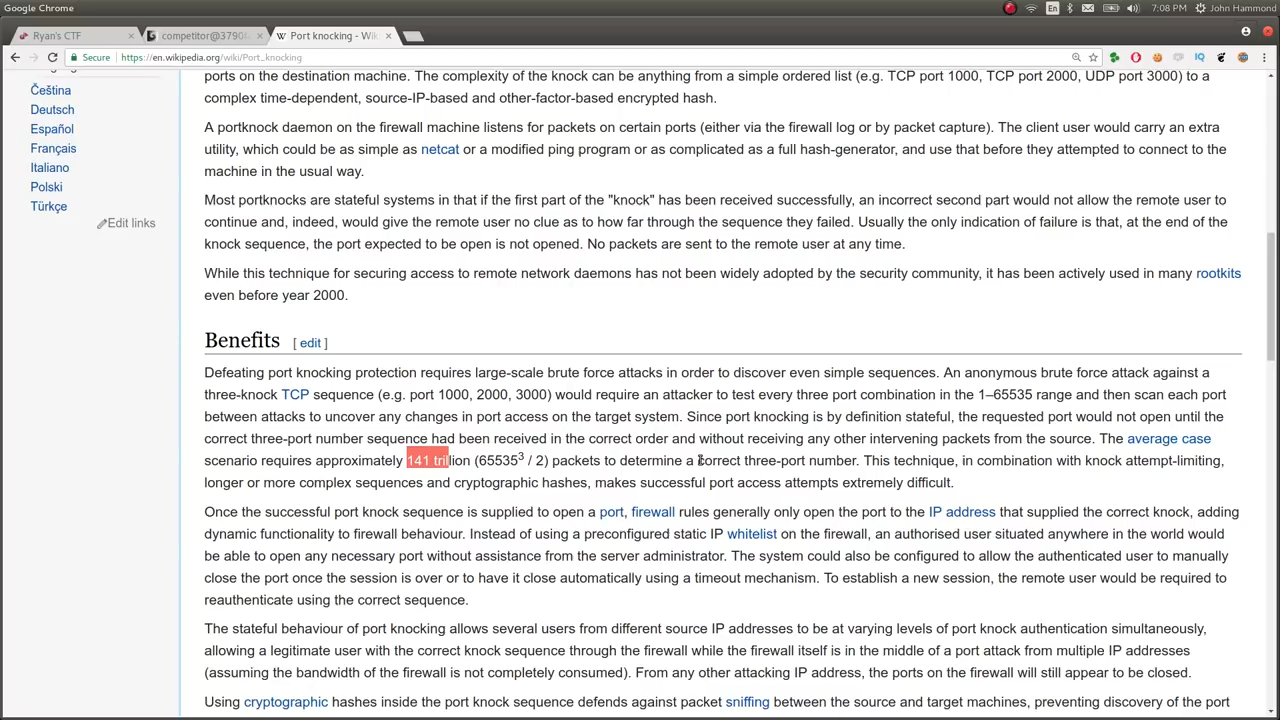 Google Chrome
En
7:08 PM
John Hammond
Ryan's CTF
competitor@3790
Port knocking - Wiki
Secure
https://en.wikipedia.org/wiki/Port_knocking
Čeština
Deutsch
Español
Français
Italiano
Polski
Türkçe
Edit links
ports on the destination machine. The complexity of the knock can be anything from a simple ordered list (e.g. TCP port 1000, TCP port 2000, UDP port 3000) to a
complex time-dependent, source-IP-based and other-factor-based encrypted hash.
A portknock daemon on the firewall machine listens for packets on certain ports (either via the firewall log or by packet capture). The client user would carry an extra
utility, which could be as simple as netcat or a modified ping program or as complicated as a full hash-generator, and use that before they attempted to connect to the
machine in the usual way.
Most portknocks are stateful systems in that if the first part of the "knock" has been received successfully, an incorrect second part would not allow the remote user to
continue and, indeed, would give the remote user no clue as to how far through the sequence they failed. Usually the only indication of failure is that, at the end of the
knock sequence, the port expected to be open is not opened. No packets are sent to the remote user at any time.
While this technique for securing access to remote network daemons has not been widely adopted by the security community, it has been actively used in many rootkits
even before year 2000.
Benefits [ edit ]
Defeating port knocking protection requires large-scale brute force attacks in order to discover even simple sequences. An anonymous brute force attack against a
three-knock TCP sequence (e.g. port 1000, 2000, 3000) would require an attacker to test every three port combination in the 1–65535 range and then scan each port
between attacks to uncover any changes in port access on the target system. Since port knocking is by definition stateful, the requested port would not open until the
correct three-port number sequence had been received in the correct order and without receiving any other intervening packets from the source. The average case
scenario requires approximately 141 trillion (65535³ / 2) packets to determine a correct three-port number. This technique, in combination with knock attempt-limiting,
longer or more complex sequences and cryptographic hashes, makes successful port access attempts extremely difficult.
Once the successful port knock sequence is supplied to open a port, firewall rules generally only open the port to the IP address that supplied the correct knock, adding
dynamic functionality to firewall behaviour. Instead of using a preconfigured static IP whitelist on the firewall, an authorised user situated anywhere in the world would
be able to open any necessary port without assistance from the server administrator. The system could also be configured to allow the authenticated user to manually
close the port once the session is over or to have it close automatically using a timeout mechanism. To establish a new session, the remote user would be required to
reauthenticate using the correct sequence.
The stateful behaviour of port knocking allows several users from different source IP addresses to be at varying levels of port knock authentication simultaneously,
allowing a legitimate user with the correct knock sequence through the firewall while the firewall itself is in the middle of a port attack from multiple IP addresses
(assuming the bandwidth of the firewall is not completely consumed). From any other attacking IP address, the ports on the firewall will still appear to be closed.
Using cryptographic hashes inside the port knock sequence defends against packet sniffing between the source and target machines, preventing discovery of the port